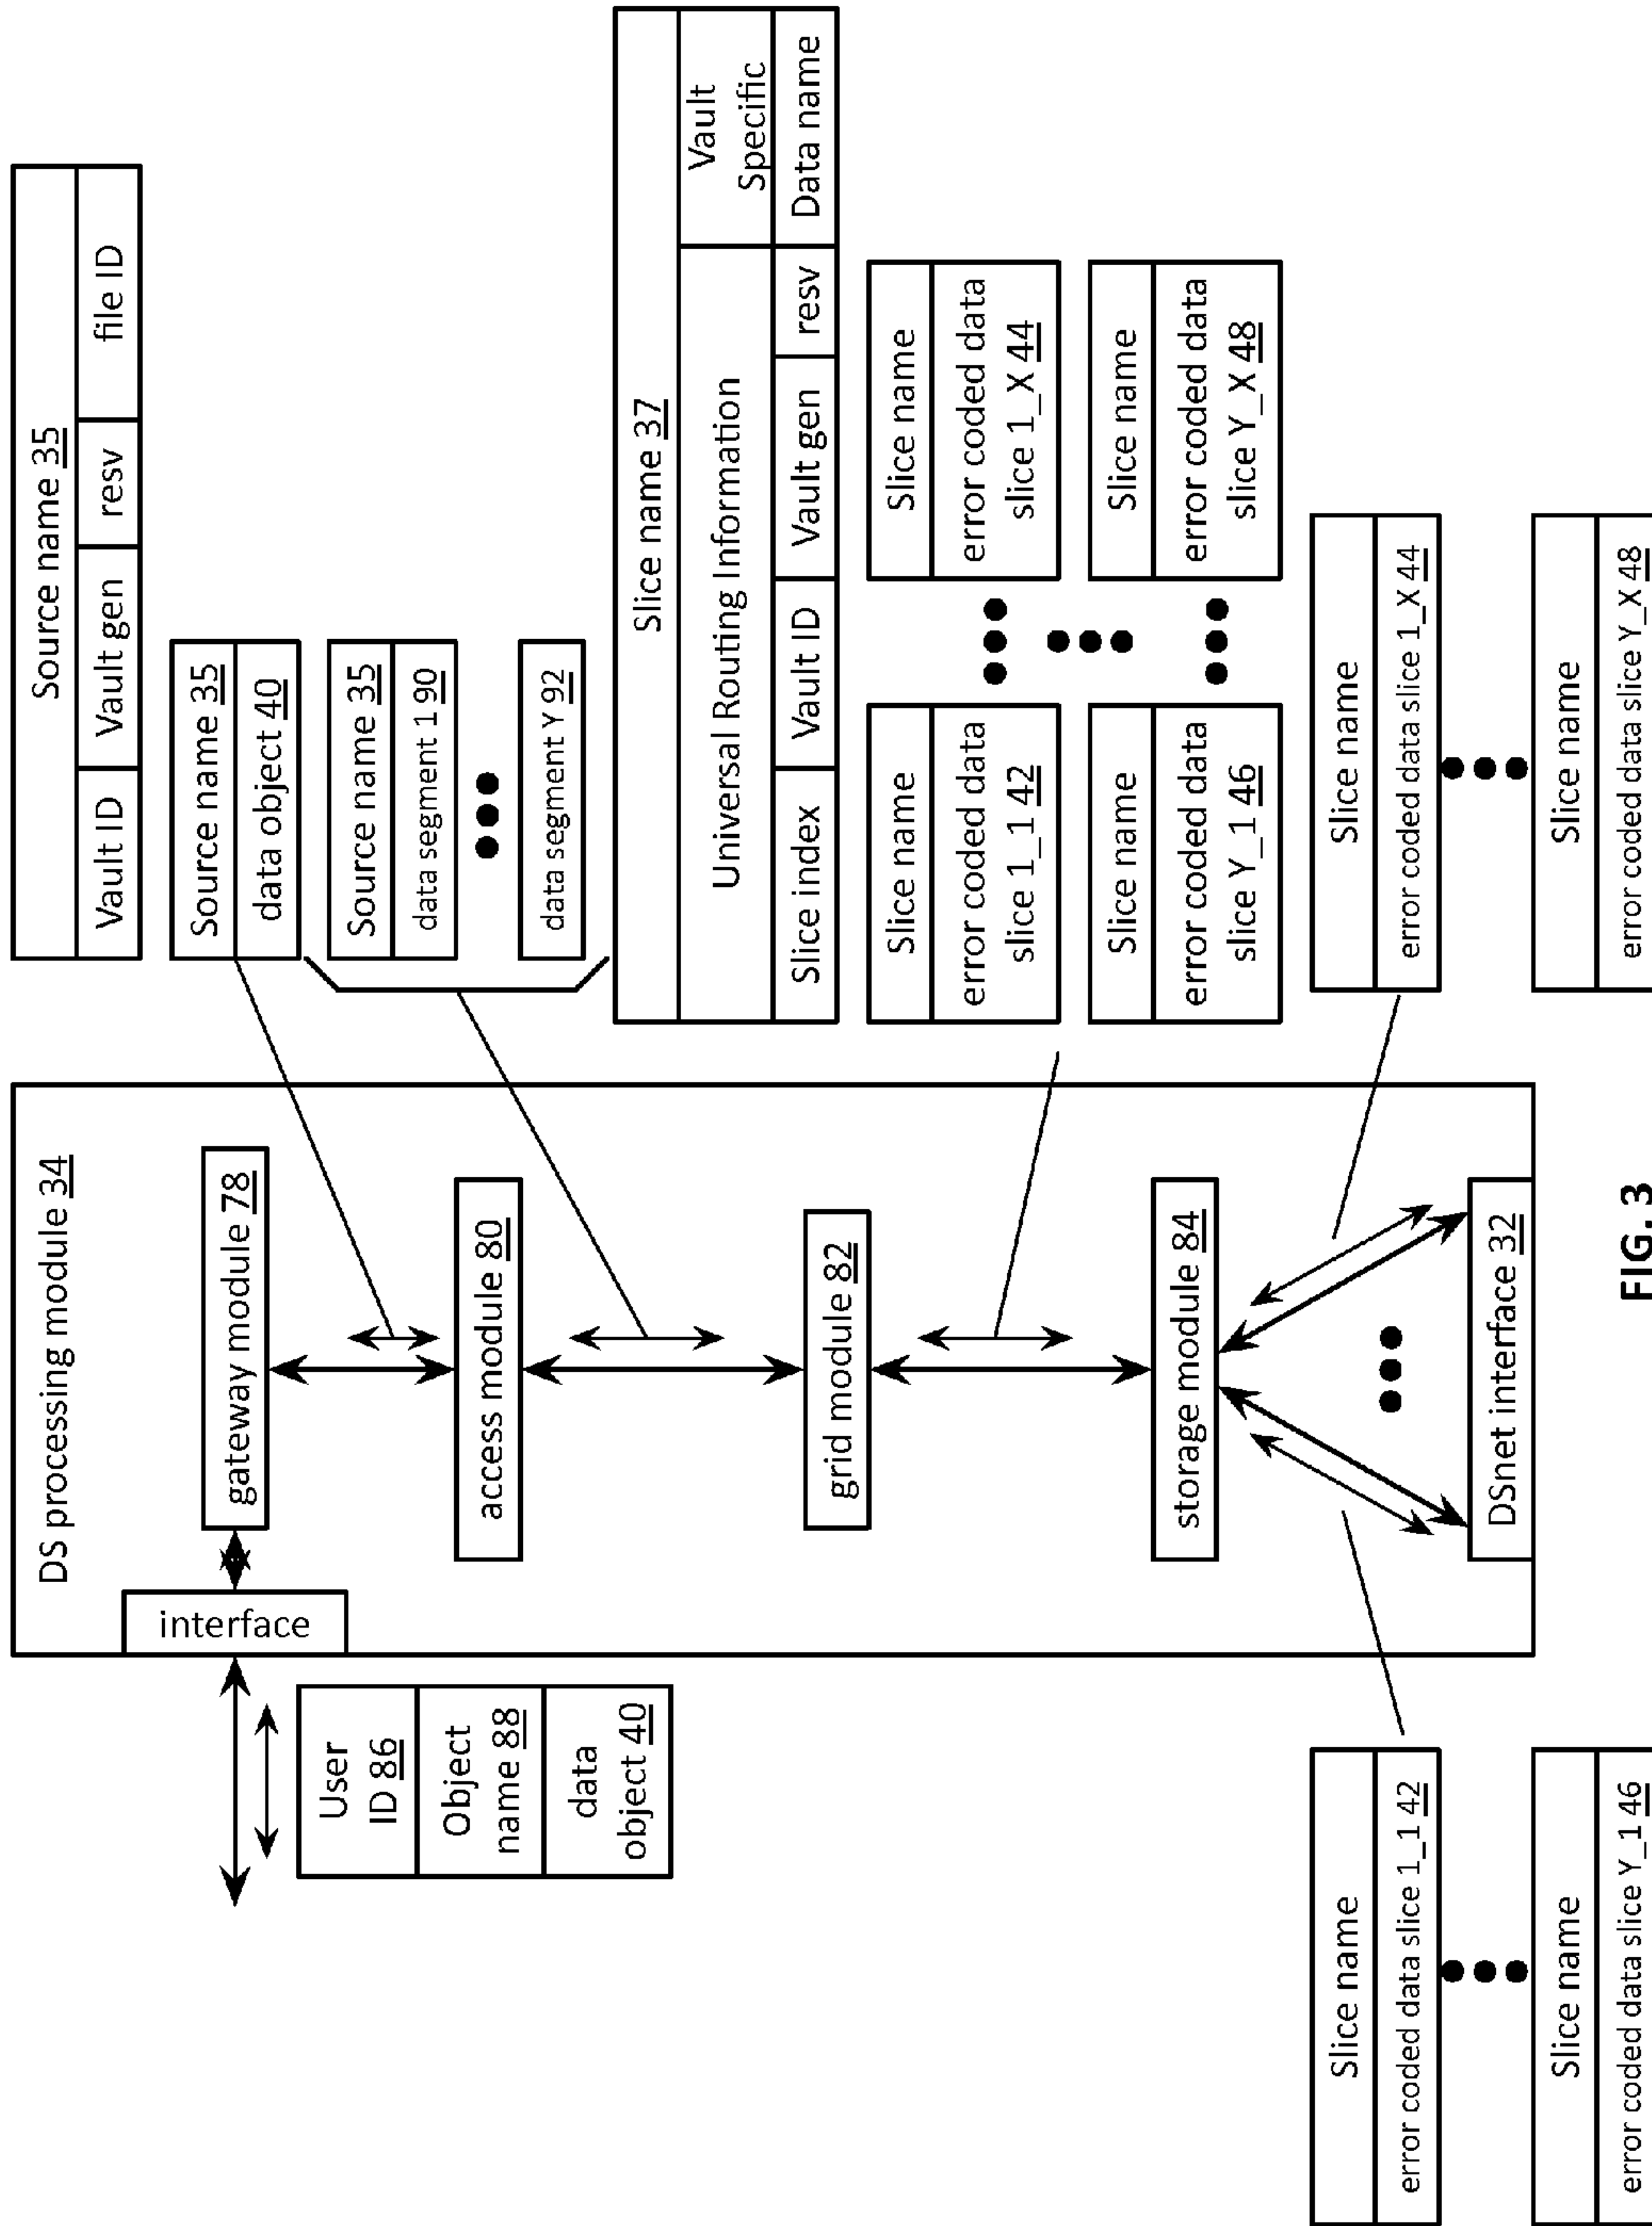 DS processing module 34
interface
gateway module 78
access module 80
grid module 82
storage module 84
DSnet interface 32
User
ID 86
Object
name 88
data
object 40
Source name 35
Vault ID
Vault gen
resv
file ID
Source name 35
data object 40
Source name 35
data segment 1 90
data segment Y 92
Slice name 37
Universal Routing Information
Vault
Specific
Slice index
Vault ID
Vault gen
resv
Data name
Slice name
error coded data
slice 1_1 42
Slice name
error coded data
slice 1_X 44
Slice name
error coded data
slice Y_1 46
Slice name
error coded data
slice Y_X 48
Slice name
error coded data slice 1_1 42
Slice name
error coded data slice Y_1 46
Slice name
error coded data slice 1_X 44
Slice name
error coded data slice Y_X 48
FIG. 3